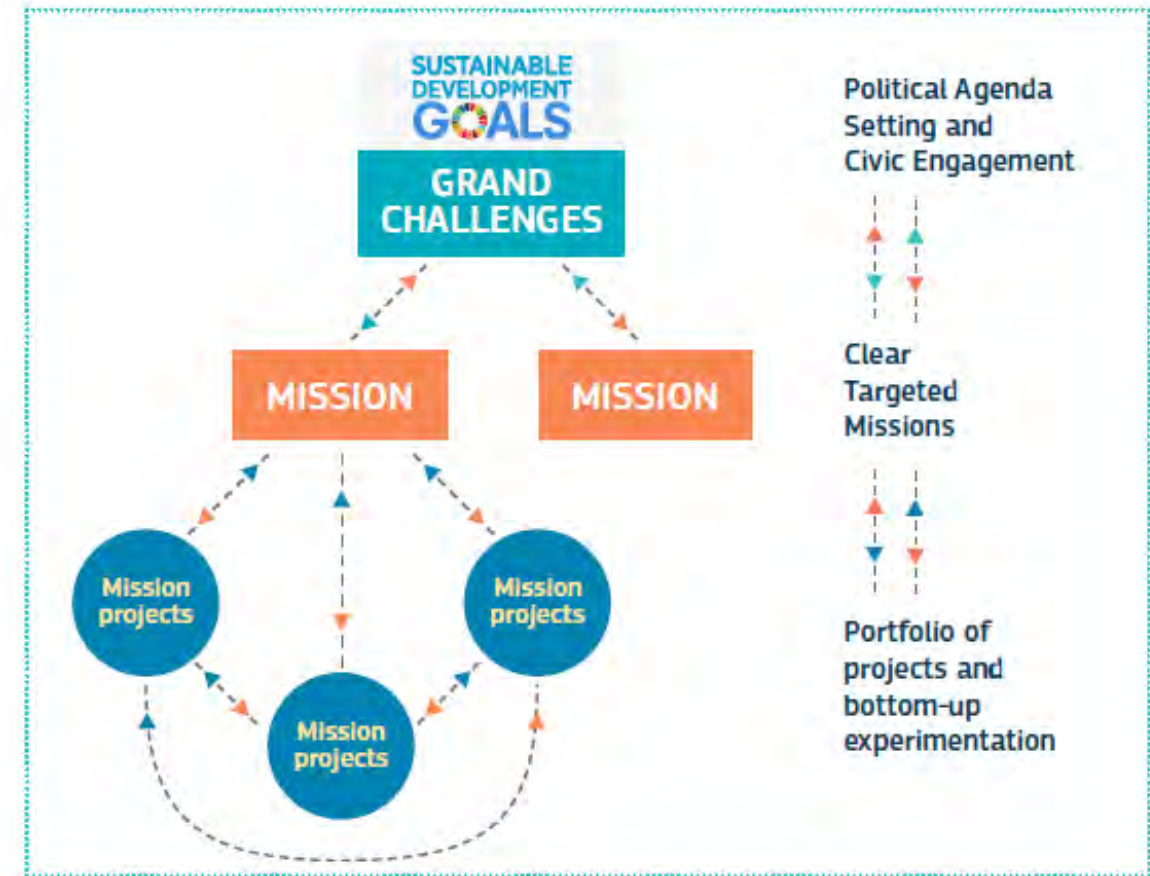 SUSTAINABLE
DEVELOPMENT
GOALS
GRAND
CHALLENGES
MISSION
MISSION
Mission
projects
Mission
projects
Mission
projects
Political Agenda
Setting and
Civic Engagement
Clear
Targeted
Missions
Portfolio of
projects and
bottom-up
experimentation